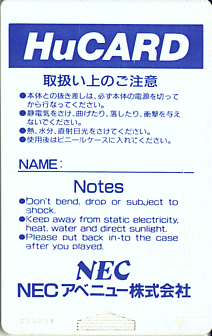 HuCARD
取扱い上のご注意
●本体との抜き差しは、必ず本体の電源を切って
から行なってください。
●静電気をさけ、曲げたり、落したり、衝撃を与え
ないでください。
●熱、水分、直射日光をさけてください。
●使用後はビニールケースに入れてください。
NAME:
Notes
●Don't bend, drop or subject to
shock.
●Keep away from static electricity,
heat, water and direct sunlight.
●Please put back in-to the case
after you played.
NEC
NECアベニュー株式会社